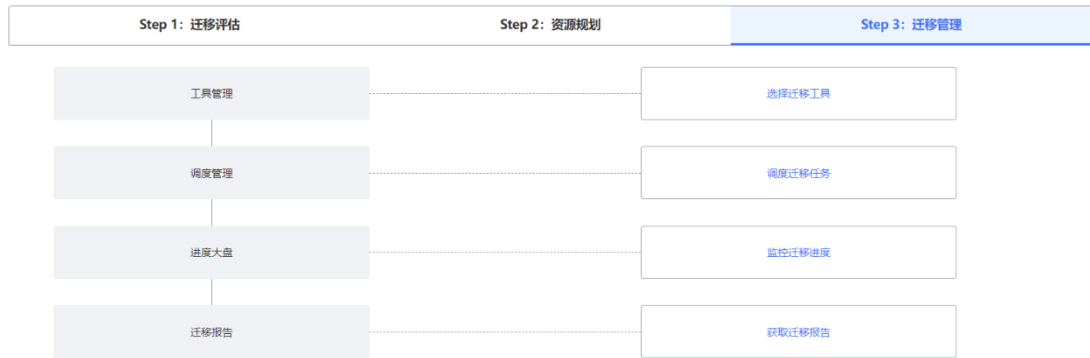 Step 1：迁移评估
Step 2：资源规划
Step 3：迁移管理
工具管理
选择迁移工具
调度管理
调度迁移任务
进度大盘
监控迁移进度
迁移报告
获取迁移报告